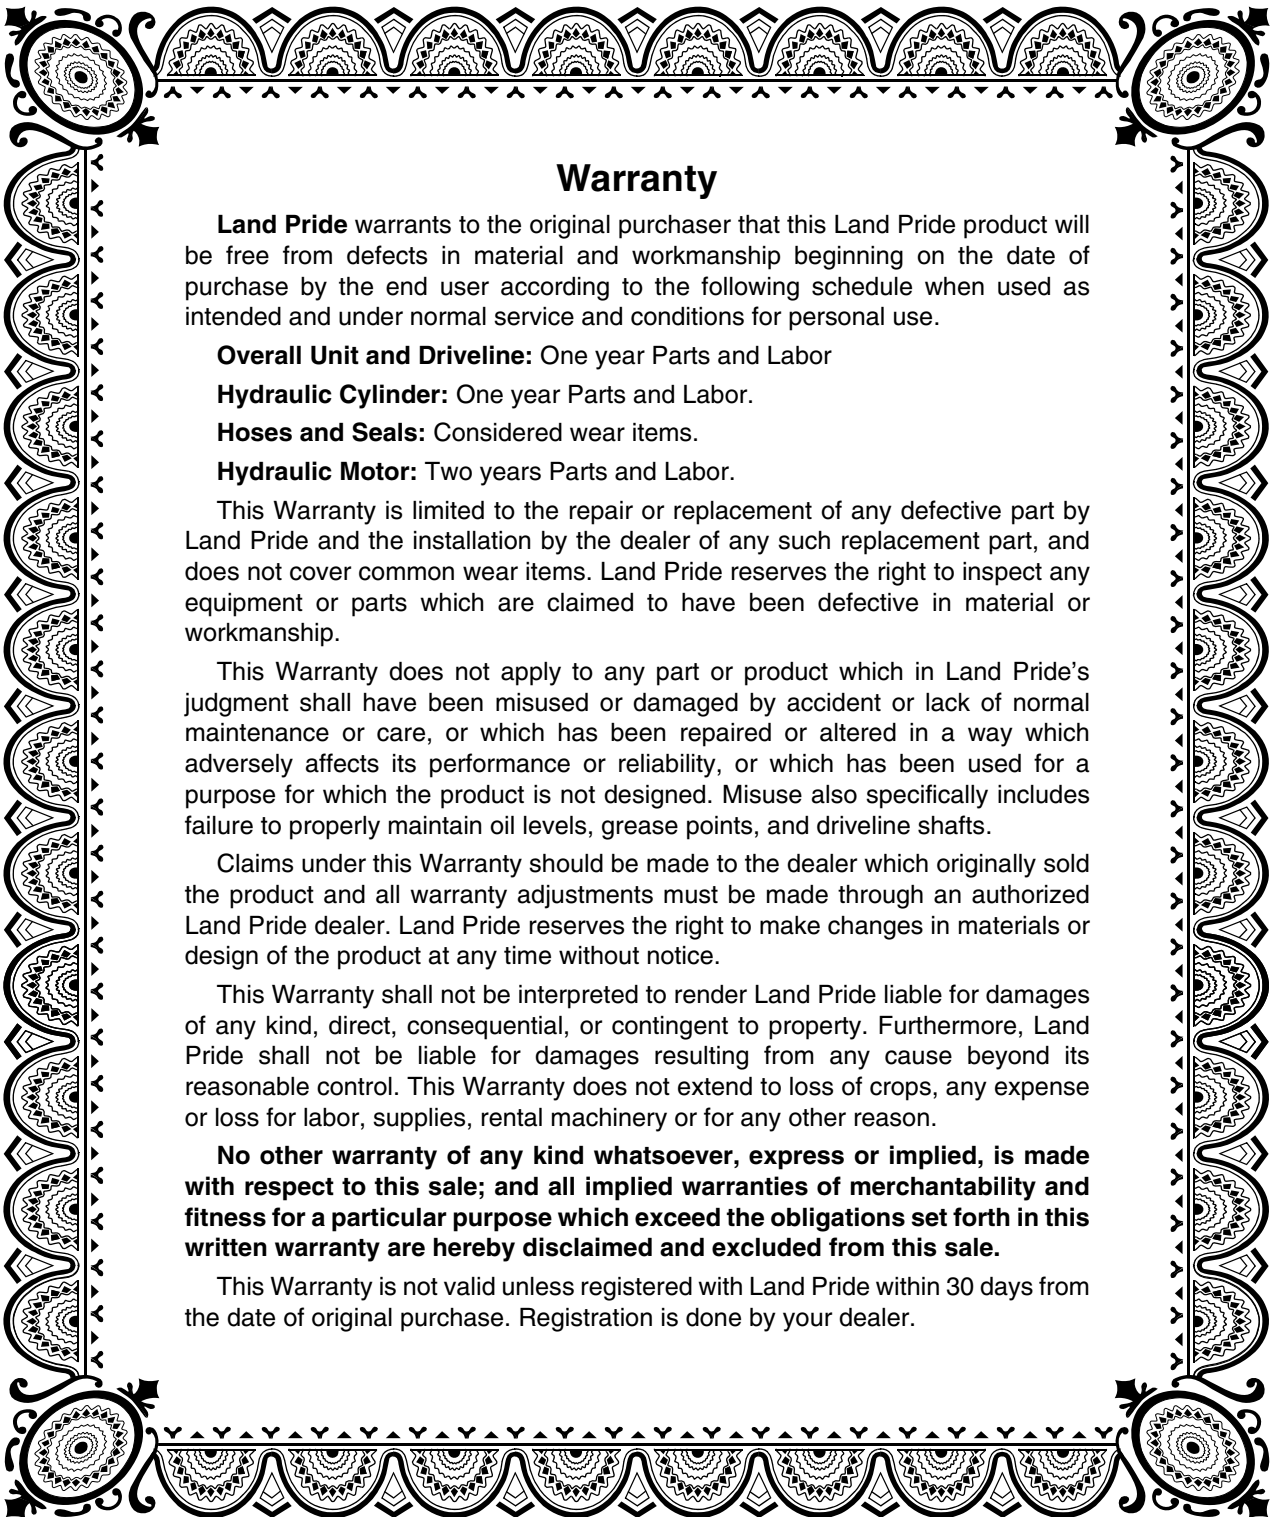 Warranty
Land Pride warrants to the original purchaser that this Land Pride product will
be free from defects in material and workmanship beginning on the date of
purchase by the end user according to the following schedule when used as
intended and under normal service and conditions for personal use.
Overall Unit and Driveline: One year Parts and Labor
Hydraulic Cylinder: One year Parts and Labor.
Hoses and Seals: Considered wear items.
Hydraulic Motor: Two years Parts and Labor.
This Warranty is limited to the repair or replacement of any defective part by
Land Pride and the installation by the dealer of any such replacement part, and
does not cover common wear items. Land Pride reserves the right to inspect any
equipment or parts which are claimed to have been defective in material or
workmanship.
This Warranty does not apply to any part or product which in Land Pride’s
judgment shall have been misused or damaged by accident or lack of normal
maintenance or care, or which has been repaired or altered in a way which
adversely affects its performance or reliability, or which has been used for a
purpose for which the product is not designed. Misuse also specifically includes
failure to properly maintain oil levels, grease points, and driveline shafts.
Claims under this Warranty should be made to the dealer which originally sold
the product and all warranty adjustments must be made through an authorized
Land Pride dealer. Land Pride reserves the right to make changes in materials or
design of the product at any time without notice.
This Warranty shall not be interpreted to render Land Pride liable for damages
of any kind, direct, consequential, or contingent to property. Furthermore, Land
Pride shall not be liable for damages resulting from any cause beyond its
reasonable control. This Warranty does not extend to loss of crops, any expense
or loss for labor, supplies, rental machinery or for any other reason.
No other warranty of any kind whatsoever, express or implied, is made
with respect to this sale; and all implied warranties of merchantability and
fitness for a particular purpose which exceed the obligations set forth in this
written warranty are hereby disclaimed and excluded from this sale.
This Warranty is not valid unless registered with Land Pride within 30 days from
the date of original purchase. Registration is done by your dealer.